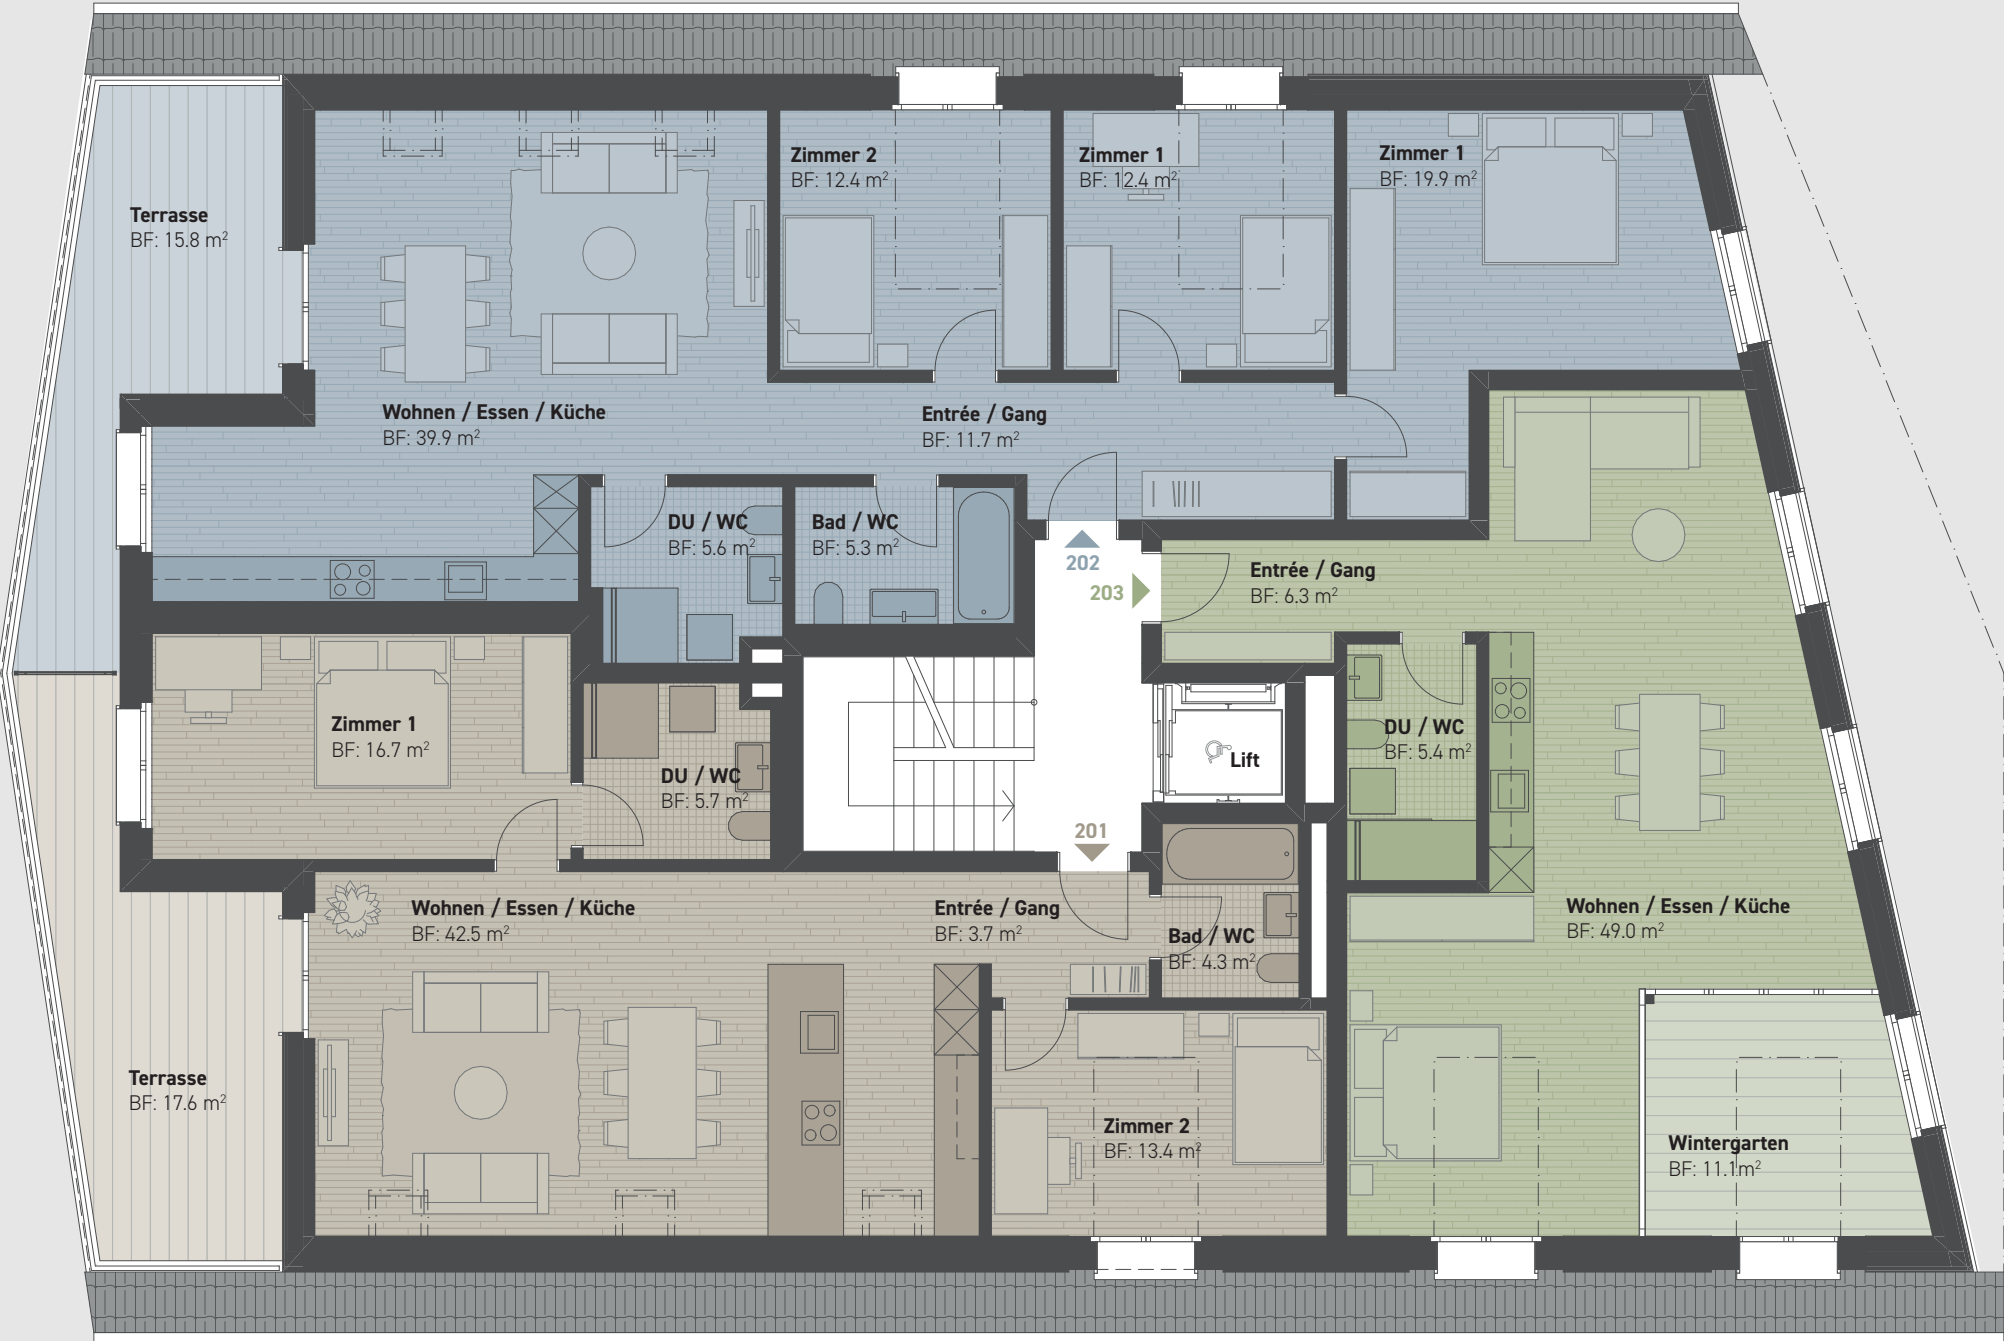 Zimmer 2
BF: 12.4 m²
Zimmer 1
BF: 12.4 m²
Zimmer 1
BF: 19.9 m²
Terrasse
BF: 15.8 m²
Wohnen / Essen / Küche
BF: 39.9 m²
Entrée / Gang
BF: 11.7 m²
DU / WC
BF: 5.6 m²
Bad / WC
BF: 5.3 m²
202
203
Entrée / Gang
BF: 6.3 m²
Zimmer 1
BF: 16.7 m²
DU / WC
BF: 5.7 m²
Lift
DU / WC
BF: 5.4 m²
201
Wohnen / Essen / Küche
BF: 42.5 m²
Entrée / Gang
BF: 3.7 m²
Bad / WC
BF: 4.3 m²
Wohnen / Essen / Küche
BF: 49.0 m²
Terrasse
BF: 17.6 m²
Zimmer 2
BF: 13.4 m²
Wintergarten
BF: 11.1m²